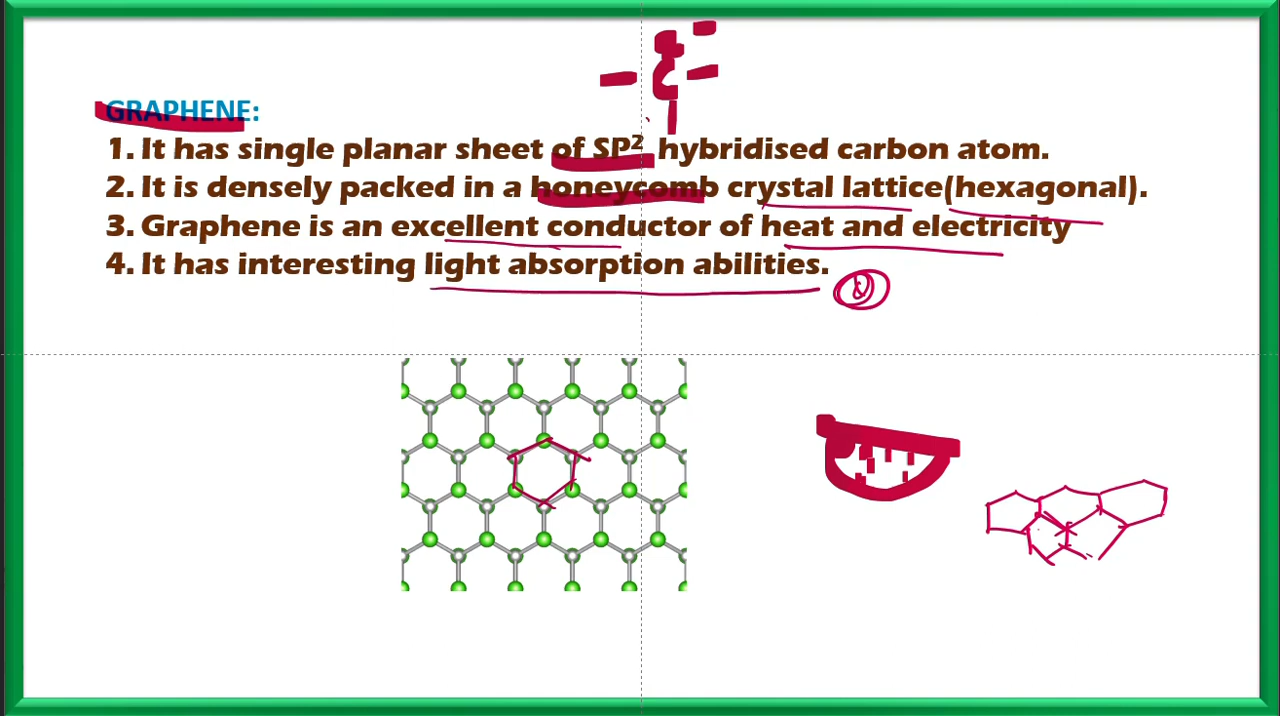 GRAPHENE:
1. It has single planar sheet of SP² hybridised carbon atom.
2. It is densely packed in a honeycomb crystal lattice(hexagonal).
3. Graphene is an excellent conductor of heat and electricity
4. It has interesting light absorption abilities.